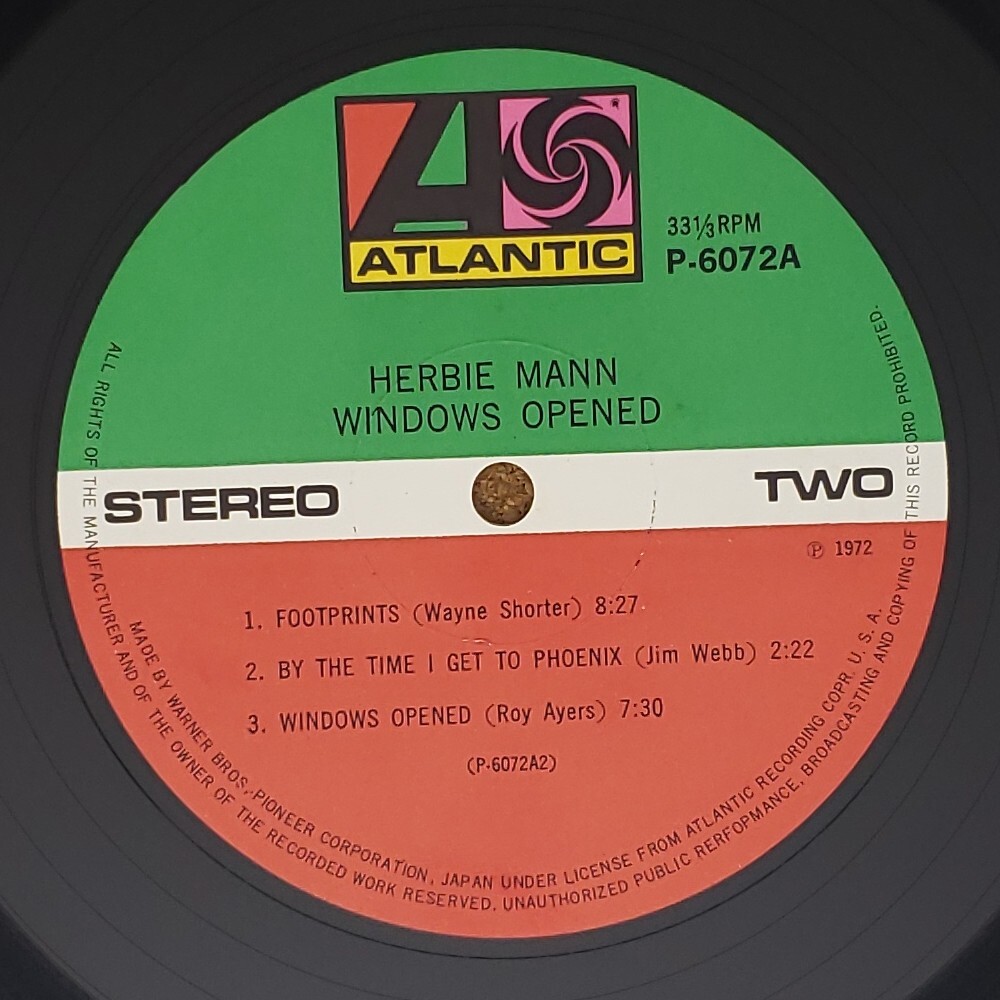 ATLANTIC
33⅓ RPM
P-6072A
HERBIE MANN
WINDOWS OPENED
STEREO
TWO
℗ 1972
1. FOOTPRINTS (Wayne Shorter) 8:27
2. BY THE TIME I GET TO PHOENIX (Jim Webb) 2:22
3. WINDOWS OPENED (Roy Ayers) 7:30
(P-6072A2)
MADE BY WARNER BROS.-PIONEER CORPORATION, JAPAN UNDER LICENSE FROM ATLANTIC RECORDING COPR. U. S. A.
ALL RIGHTS OF THE MANUFACTURER AND OF THE OWNER OF THE RECORDED WORK RESERVED. UNAUTHORIZED PUBLIC RERFOPMANCE, BROADCASTING AND COPYING OF THIS RECORD PROHIBITED.